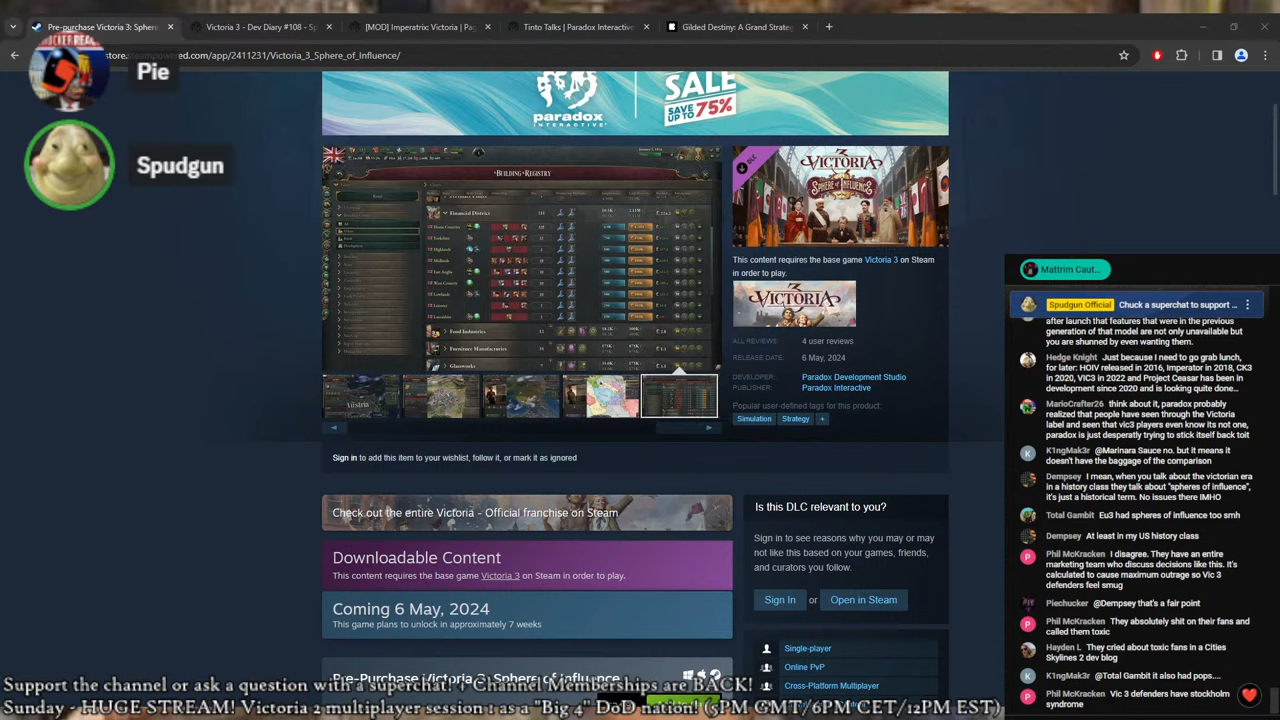 Pre-purchase Victoria 3: Sphere
Victoria 3 - Dev Diary #108 - Sp
[MOD] Imperatrix Victoria | Pag
Tinto Talks | Paradox Interactive
Gilded Destiny: A Grand Strateg
store.steampowered.com/app/2411231/Victoria_3_Sphere_of_Influence/
Pie
Spudgun
paradox
INTERACTIVE
SALE
SAVE UP TO 75%
BUILDING REGISTRY
Financial District
Home Counties
Yorkshire
Highlands
Midlands
East Anglia
West Country
Lowlands
Lancashire
Food Industries
Furniture Manufactories
Glassworks
Austria
DLC
VICTORIA
SPHERE OF INFLUENCE
This content requires the base game Victoria 3 on Steam
in order to play.
VICTORIA
ALL REVIEWS: 4 user reviews
RELEASE DATE: 6 May, 2024
DEVELOPER: Paradox Development Studio
PUBLISHER: Paradox Interactive
Popular user-defined tags for this product:
Simulation Strategy +
Sign in to add this item to your wishlist, follow it, or mark it as ignored
Check out the entire Victoria - Official franchise on Steam
Downloadable Content
This content requires the base game Victoria 3 on Steam in order to play.
Coming 6 May, 2024
This game plans to unlock in approximately 7 weeks
Pre-Purchase Victoria 3: Sphere of Influence
Is this DLC relevant to you?
Sign in to see reasons why you may or
may not like this based on your games, friends,
and curators you follow.
Sign In or Open in Steam
Single-player
Online PvP
Cross-Platform Multiplayer
Mattrim Caut...
Spudgun Official Chuck a superchat to support ...
after launch that features that were in the previous
generation of that model are not only unavailable but
you are shunned by even wanting them.
Hedge Knight Just because I need to go grab lunch,
for later: HOIV released in 2016, Imperator in 2018, CK3
in 2020, VIC3 in 2022 and Project Ceasar has been in
development since 2020 and is looking quite done...
MarioCrafter26 think about it, paradox probably
realized that people have seen through the Victoria
label and seen that vic3 players even know its not one,
paradox is just desperatly trying to stick itself back toit
K1ngMak3r @Marinara Sauce no. but it means it
doesn't have the baggage of the comparison
Dempsey I mean, when you talk about the victorian era
in a history class they talk about "spheres of influence",
it's just a historical term. No issues there IMHO
Total Gambit Eu3 had spheres of influence too smh
Dempsey At least in my US history class
Phil McKracken I disagree. They have an entire
marketing team who discuss decisions like this. It's
calculated to cause maximum outrage so Vic 3
defenders feel smug
Piechucker @Dempsey that's a fair point
Phil McKracken They absolutely shit on their fans and
called them toxic
Hayden L They cried about toxic fans in a Cities
Skylines 2 dev blog
K1ngMak3r @Total Gambit it also had pops....
Phil McKracken Vic 3 defenders have stockholm
syndrome
Support the channel or ask a question with a superchat! + Channel Memberships are BACK!
Sunday - HUGE STREAM! Victoria 2 multiplayer session 1 as a "Big 4" DoD nation! (5PM GMT/6PM CET/12PM EST)